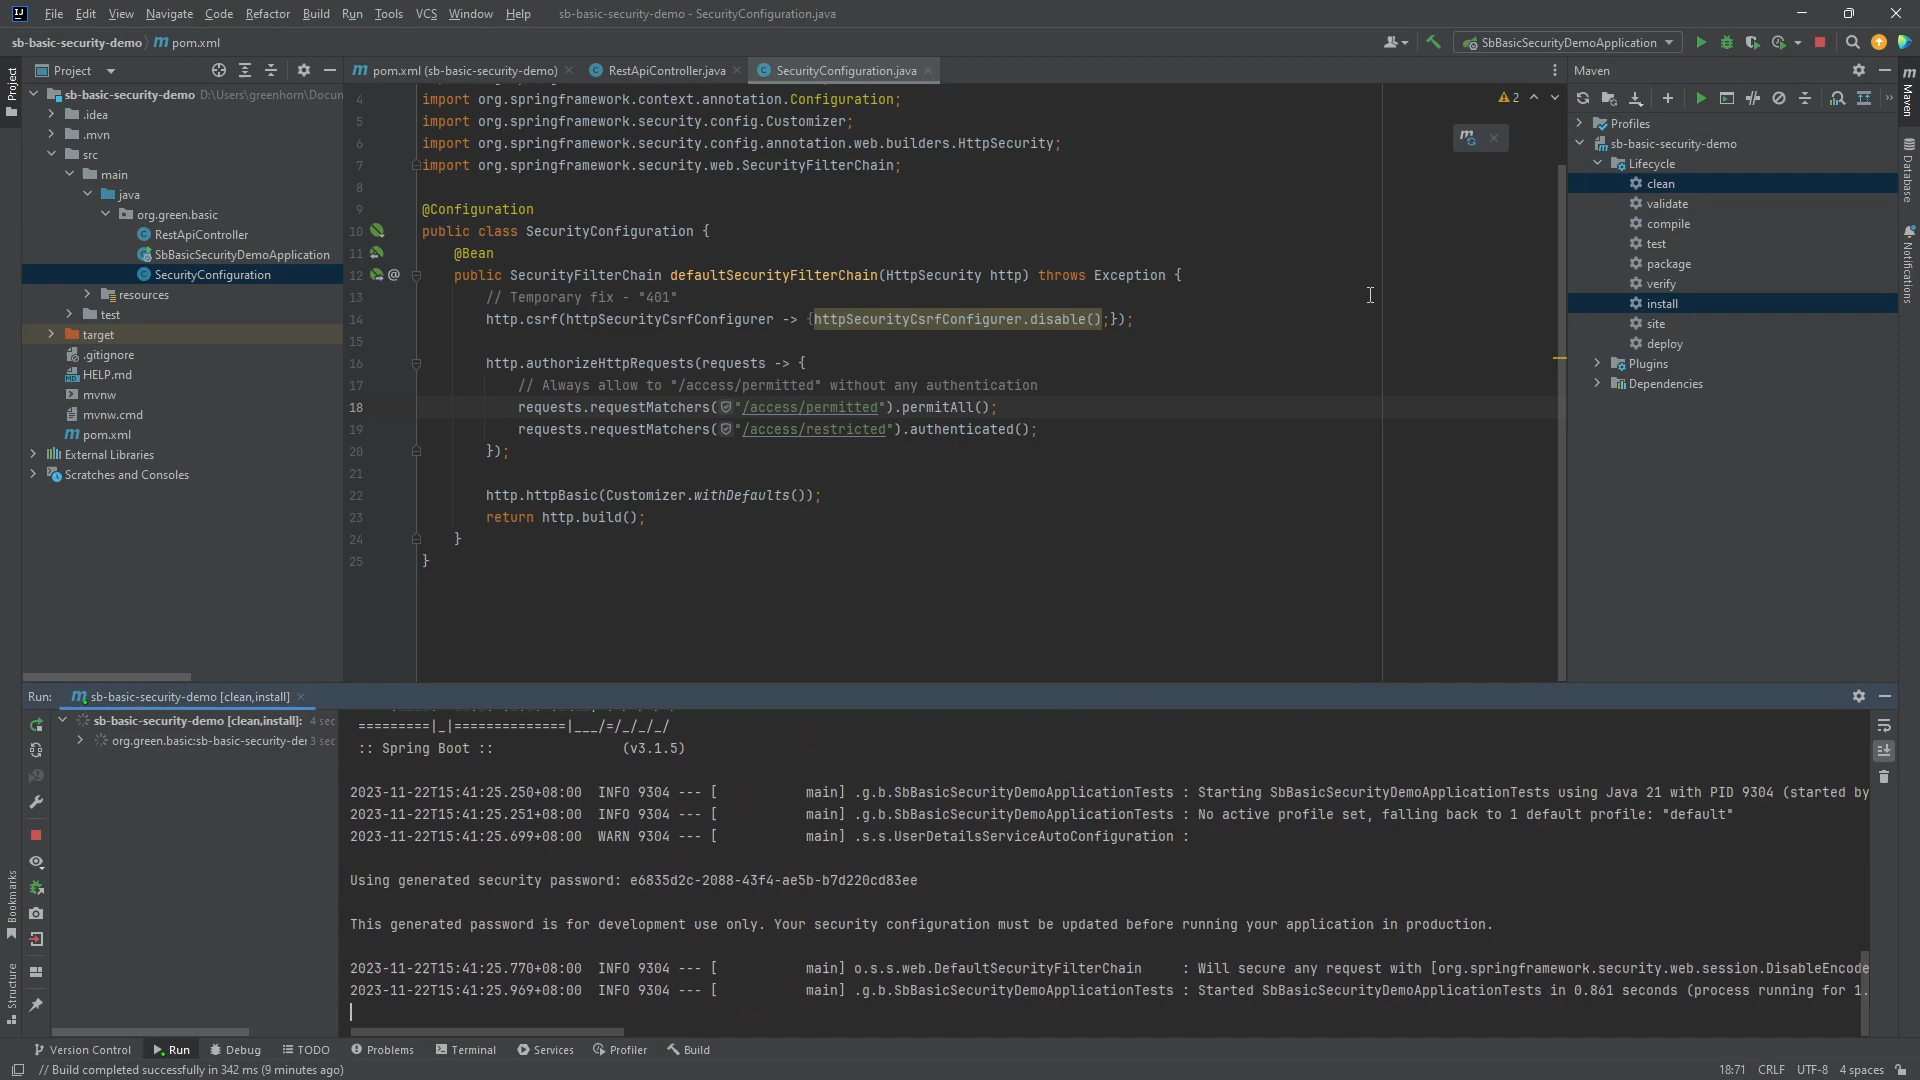 File Edit View Navigate Code Refactor Build Run Tools VCS Window Help sb-basic-security-demo - SecurityConfiguration.java
sb-basic-security-demo pom.xml
SbBasicSecurityDemoApplication
Project
pom.xml (sb-basic-security-demo)
RestApiController.java
SecurityConfiguration.java
Maven
Project
sb-basic-security-demo D:\Users\greenhorn\Docum
.idea
.mvn
src
main
java
org.green.basic
RestApiController
SbBasicSecurityDemoApplication
SecurityConfiguration
resources
test
target
.gitignore
HELP.md
mvnw
mvnw.cmd
pom.xml
External Libraries
Scratches and Consoles
4 import org.springframework.context.annotation.Configuration;
5 import org.springframework.security.config.Customizer;
6 import org.springframework.security.config.annotation.web.builders.HttpSecurity;
7 import org.springframework.security.web.SecurityFilterChain;
8
9 @Configuration
10 public class SecurityConfiguration {
11 @Bean
12 public SecurityFilterChain defaultSecurityFilterChain(HttpSecurity http) throws Exception {
13 // Temporary fix - "401"
14 http.csrf(httpSecurityCsrfConfigurer -> {httpSecurityCsrfConfigurer.disable();});
15
16 http.authorizeHttpRequests(requests -> {
17 // Always allow to "/access/permitted" without any authentication
18 requests.requestMatchers("/access/permitted").permitAll();
19 requests.requestMatchers("/access/restricted").authenticated();
20 });
21
22 http.httpBasic(Customizer.withDefaults());
23 return http.build();
24 }
25 }
2
Profiles
sb-basic-security-demo
Lifecycle
clean
validate
compile
test
package
verify
install
site
deploy
Plugins
Dependencies
Maven
Database
Notifications
Run: sb-basic-security-demo [clean,install]
sb-basic-security-demo [clean,install]: 4 sec
org.green.basic:sb-basic-security-der 3 sec
=========|_|==============|___/=/_/_/_/
:: Spring Boot :: (v3.1.5)
2023-11-22T15:41:25.250+08:00 INFO 9304 --- [ main] .g.b.SbBasicSecurityDemoApplicationTests : Starting SbBasicSecurityDemoApplicationTests using Java 21 with PID 9304 (started by
2023-11-22T15:41:25.251+08:00 INFO 9304 --- [ main] .g.b.SbBasicSecurityDemoApplicationTests : No active profile set, falling back to 1 default profile: "default"
2023-11-22T15:41:25.699+08:00 WARN 9304 --- [ main] .s.s.UserDetailsServiceAutoConfiguration :
Using generated security password: e6835d2c-2088-43f4-ae5b-b7d220cd83ee
This generated password is for development use only. Your security configuration must be updated before running your application in production.
2023-11-22T15:41:25.770+08:00 INFO 9304 --- [ main] o.s.s.web.DefaultSecurityFilterChain : Will secure any request with [org.springframework.security.web.session.DisableEncode
2023-11-22T15:41:25.969+08:00 INFO 9304 --- [ main] .g.b.SbBasicSecurityDemoApplicationTests : Started SbBasicSecurityDemoApplicationTests in 0.861 seconds (process running for 1.
Bookmarks
Structure
Version Control Run Debug TODO Problems Terminal Services Profiler Build
// Build completed successfully in 342 ms (9 minutes ago)
18:71 CRLF UTF-8 4 spaces